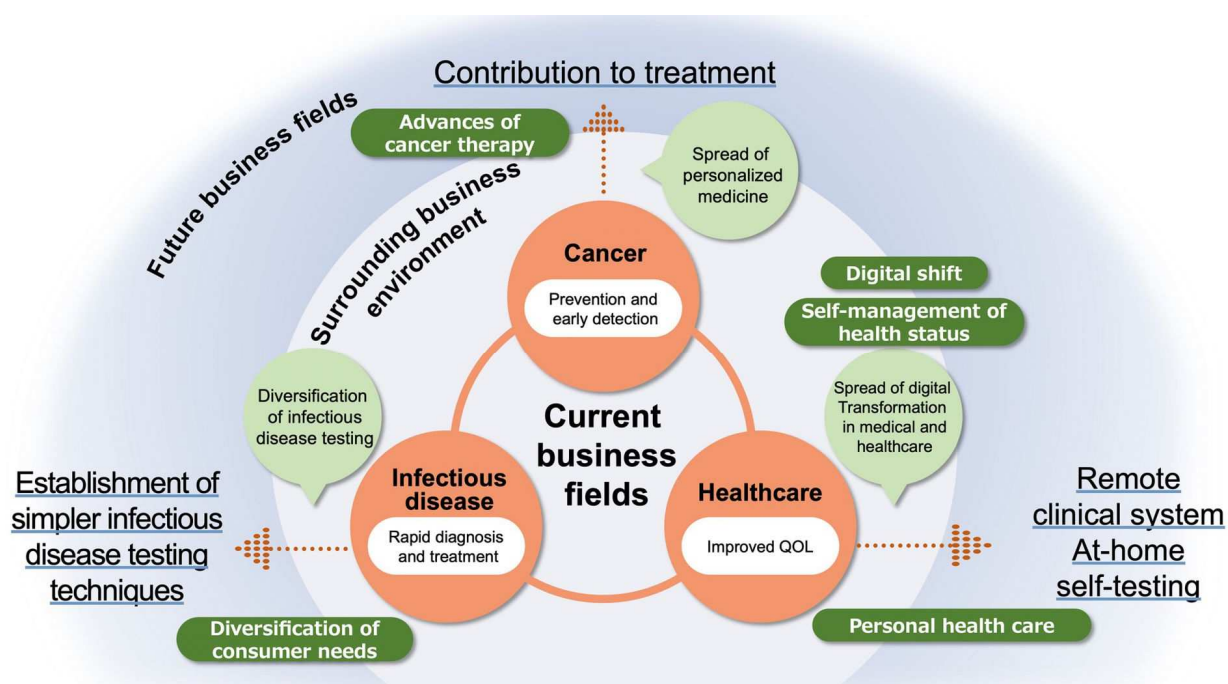 Contribution to treatment
Future business fields
Advances of
cancer therapy
Spread of
personalized
medicine
Surrounding business
environment
Cancer
Prevention and
early detection
Digital shift
Self-management of
health status
Diversification
of infectious
disease testing
Spread of digital
Transformation
in medical and
healthcare
Current
business
fields
Infectious
disease
Rapid diagnosis
and treatment
Healthcare
Improved QOL
Establishment of
simpler infectious
disease testing
techniques
Remote
clinical system
At-home
self-testing
Diversification of
consumer needs
Personal health care